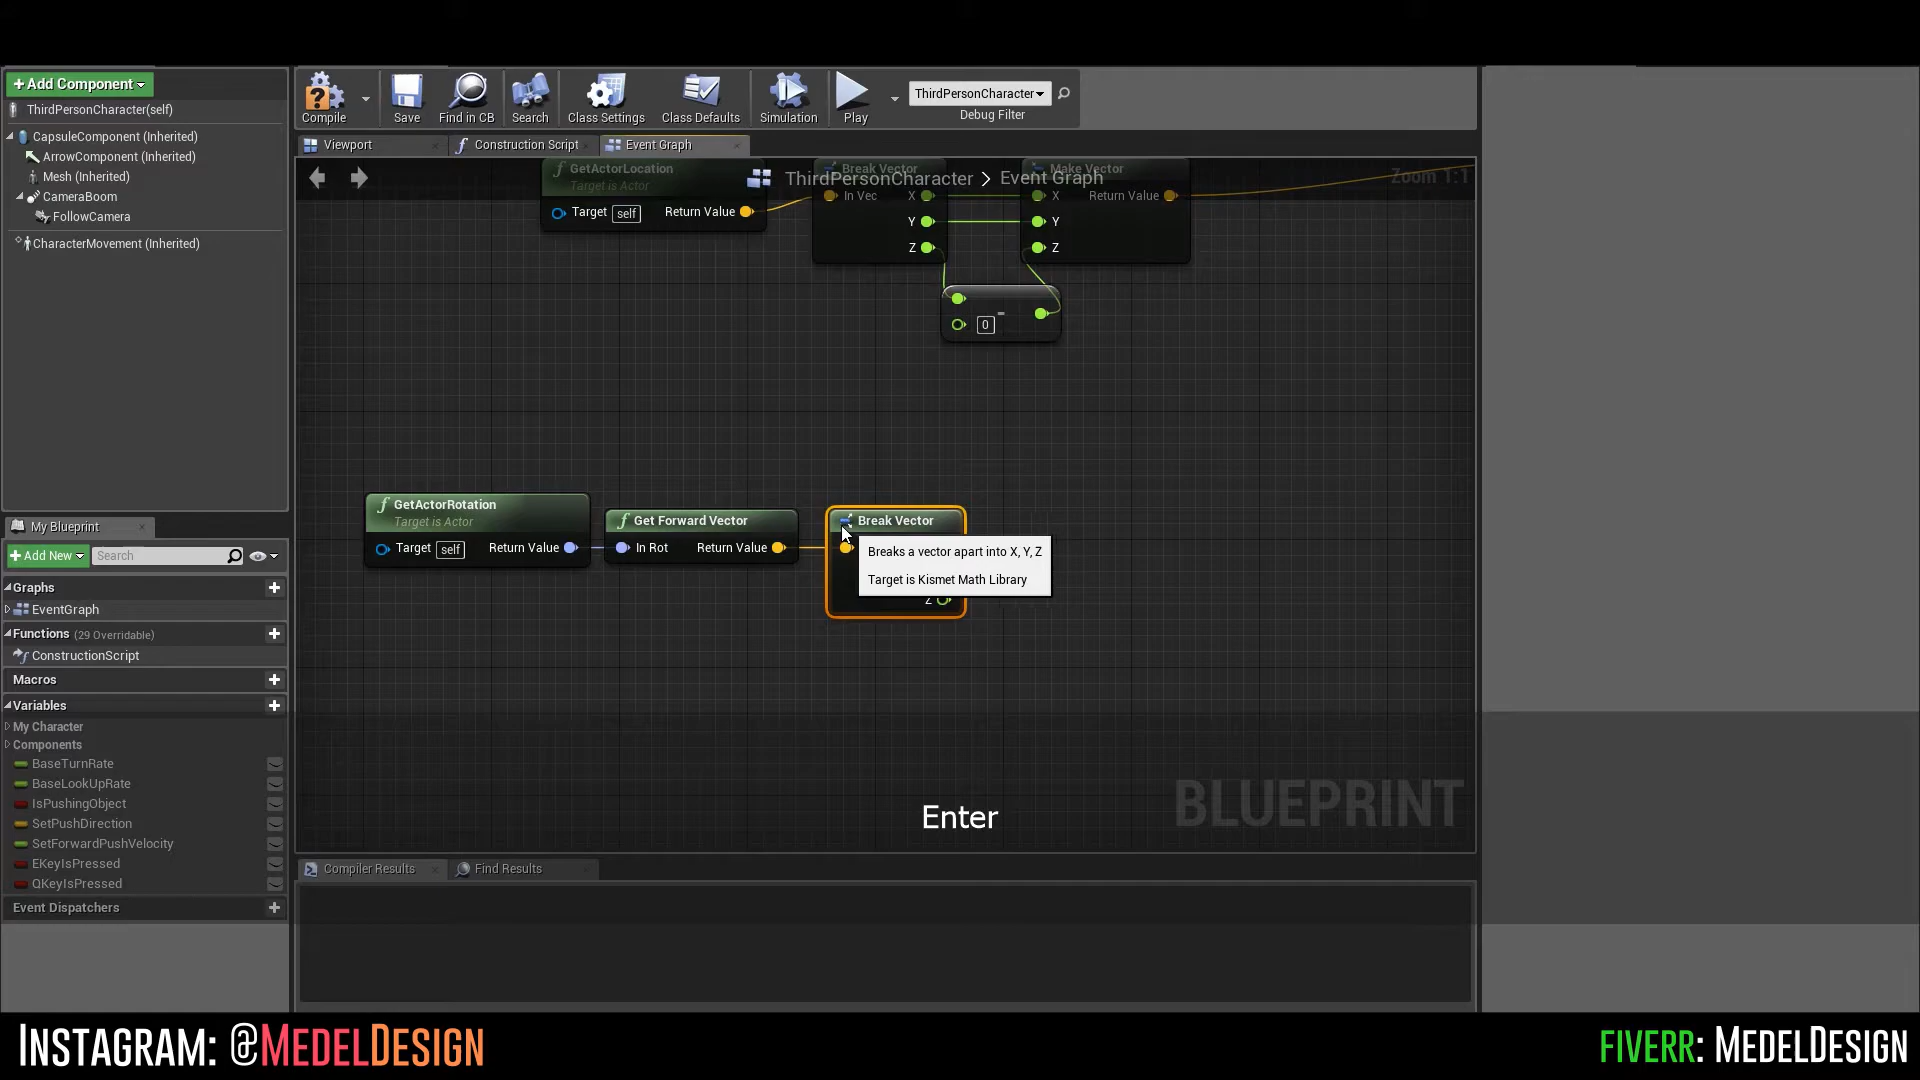 + Add Component
ThirdPersonCharacter(self)
CapsuleComponent (Inherited)
ArrowComponent (Inherited)
Mesh (Inherited)
CameraBoom
FollowCamera
CharacterMovement (Inherited)
Compile
Save
Find in CB
Search
Class Settings
Class Defaults
Simulation
Play
ThirdPersonCharacter
Debug Filter
Viewport
Construction Script
Event Graph
ThirdPersonCharacter > Event Graph
Zoom 1:1
GetActorLocation
Target is Actor
Target self Return Value
Break Vector
In Vec X
Y
Z
Make Vector
X Return Value
Y
Z
-
0
GetActorRotation
Target is Actor
Target self Return Value
Get Forward Vector
In Rot Return Value
Break Vector
Breaks a vector apart into X, Y, Z
Target is Kismet Math Library
Z
Enter
BLUEPRINT
My Blueprint
+ Add New
Search
Graphs
EventGraph
Functions (29 Overridable)
ConstructionScript
Macros
Variables
My Character
Components
BaseTurnRate
BaseLookUpRate
IsPushingObject
SetPushDirection
SetForwardPushVelocity
EKeyIsPressed
QKeyIsPressed
Event Dispatchers
Compiler Results
Find Results
INSTAGRAM: @MEDELDESIGN
FIVERR: MEDELDESIGN